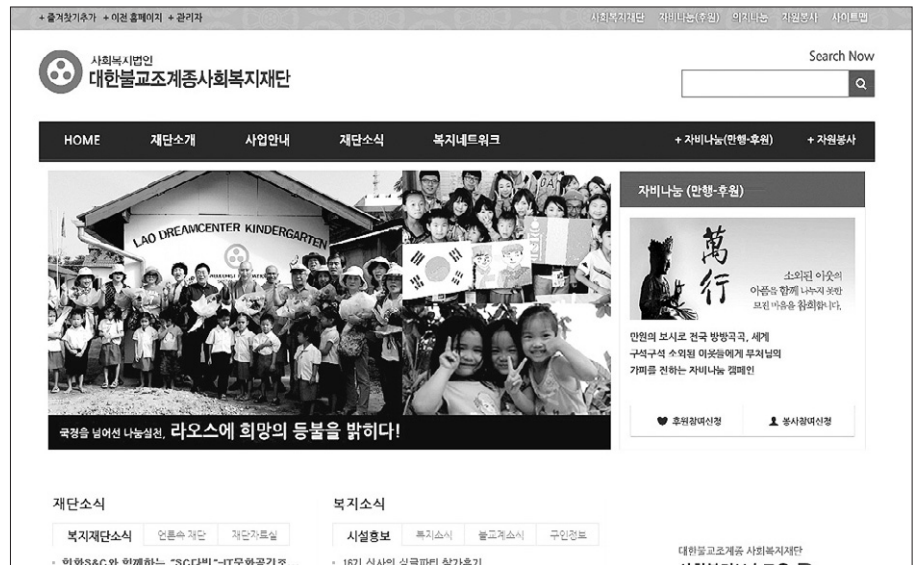 + 즐겨찾기추가 + 이전 홈페이지 + 관리자
사회복지재단 자비나눔(후원) 이지나눔 자원봉사 사이트맵
사회복지법인
대한불교조계종사회복지재단
Search Now
HOME 재단소개 사업안내 재단소식 복지네트워크 + 자비나눔(만행-후원) + 자원봉사
LAO DREAMCENTER KINDERGARTEN
자비나눔 (만행-후원)
萬行
소외된 이웃의
아픔을 함께 나누지 못한
모진 마음을 참회합니다.
만원의 보시로 전국 방방곡곡, 세계
구석구석 소외된 이웃들에게 부처님의
가피를 전하는 자비나눔 캠페인
후원참여신청 봉사참여신청
국경을 넘어선 나눔실천, 라오스에 희망의 등불을 밝히다!
재단소식
복지재단소식 언론속 재단 재단자료실
복지소식
시설홍보 복지소식 불교계소식 구인정보
대한불교조계종 사회복지재단